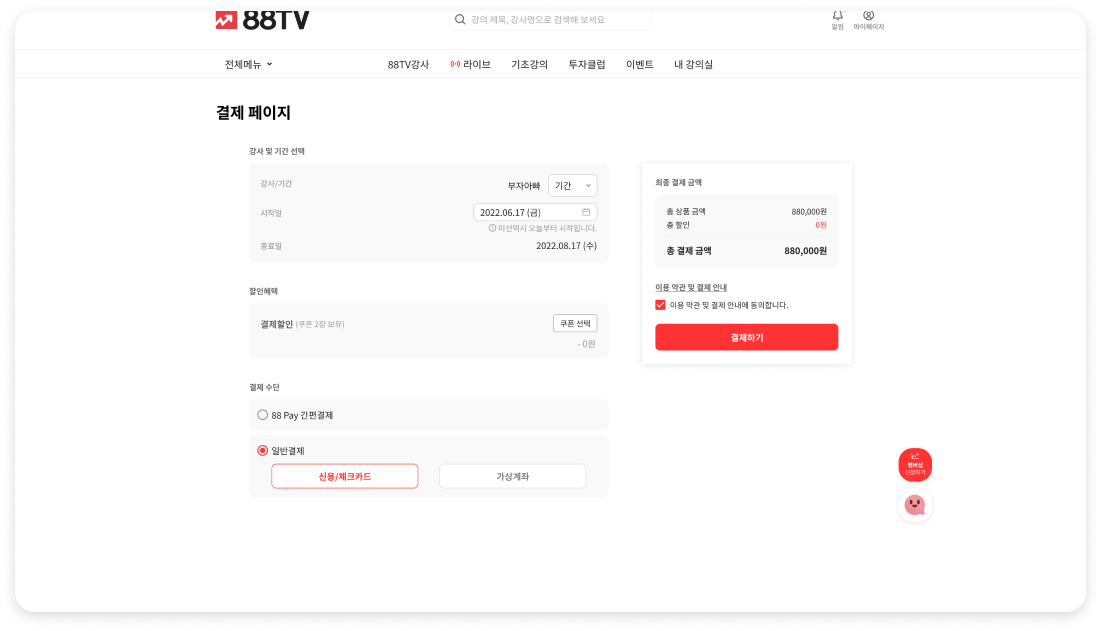 88TV
강의 제목, 강사명으로 검색해 보세요
알림
마이페이지
전체메뉴
88TV강사
라이브
기초강의
투자클럽
이벤트
내 강의실
결제 페이지
강사 및 기간 선택
강사/기간
부자아빠
기간
시작일
2022.06.17 (금)
미선택시 오늘부터 시작됩니다.
종료일
2022.08.17 (수)
할인혜택
결제할인 (쿠폰 2장 보유)
쿠폰 선택
- 0원
결제 수단
88 Pay 간편결제
일반결제
신용/체크카드
가상계좌
최종 결제 금액
총 상품 금액
880,000원
총 할인
0원
총 결제 금액
880,000원
이용 약관 및 결제 안내
이용 약관 및 결제 안내에 동의합니다.
결제하기
멤버십
신청하기